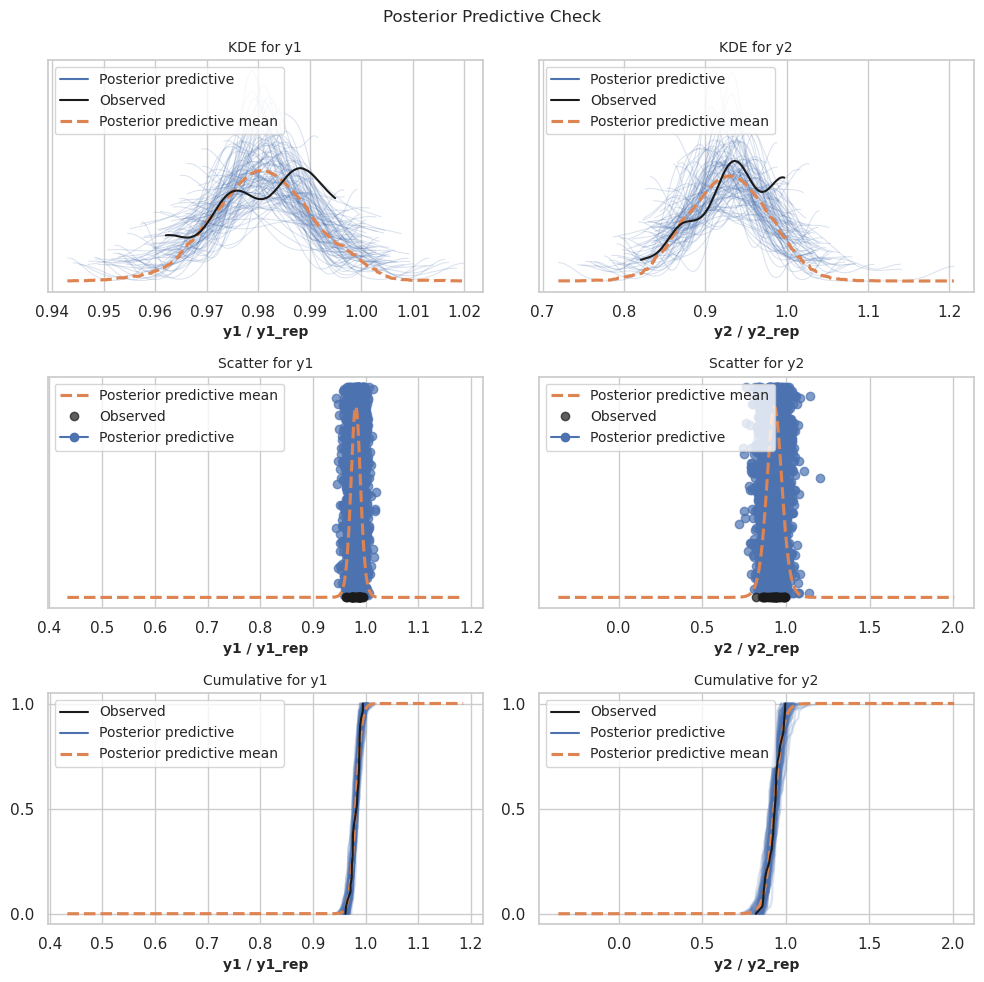 Posterior Predictive Check
KDE for y1
Posterior predictive
Observed
Posterior predictive mean
0.94 0.95 0.96 0.97 0.98 0.99 1.00 1.01 1.02
y1 / y1_rep
KDE for y2
Posterior predictive
Observed
Posterior predictive mean
0.7 0.8 0.9 1.0 1.1 1.2
y2 / y2_rep
Scatter for y1
Posterior predictive mean
Observed
Posterior predictive
0.4 0.5 0.6 0.7 0.8 0.9 1.0 1.1 1.2
y1 / y1_rep
Scatter for y2
Posterior predictive mean
Observed
Posterior predictive
0.0 0.5 1.0 1.5 2.0
y2 / y2_rep
Cumulative for y1
1.0
0.5
0.0
Observed
Posterior predictive
Posterior predictive mean
0.4 0.5 0.6 0.7 0.8 0.9 1.0 1.1 1.2
y1 / y1_rep
Cumulative for y2
1.0
0.5
0.0
Observed
Posterior predictive
Posterior predictive mean
0.0 0.5 1.0 1.5 2.0
y2 / y2_rep